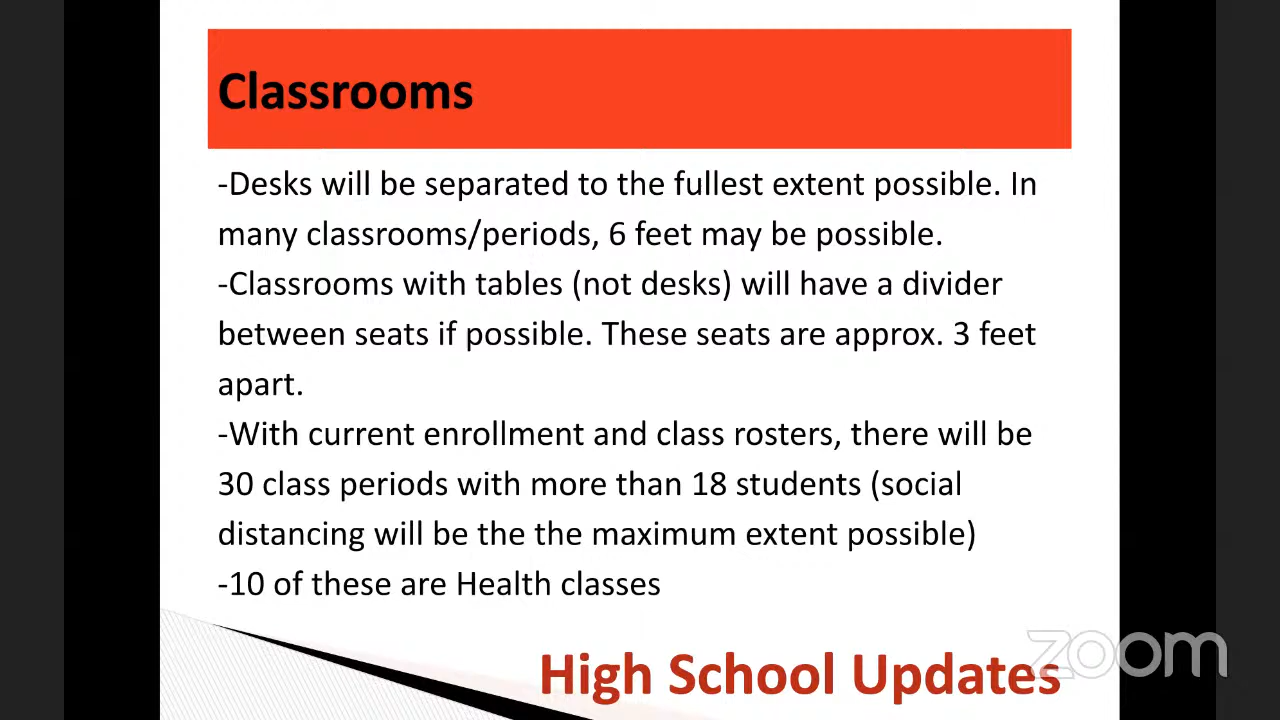 Classrooms
-Desks will be separated to the fullest extent possible. In
many classrooms/periods, 6 feet may be possible.
-Classrooms with tables (not desks) will have a divider
between seats if possible. These seats are approx. 3 feet
apart.
-With current enrollment and class rosters, there will be
30 class periods with more than 18 students (social
distancing will be the the maximum extent possible)
-10 of these are Health classes
High School Updates
zoom